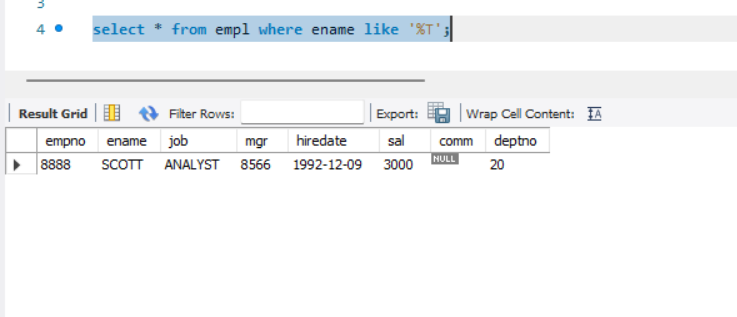 3
4 select * from empl where ename like '%T';
Result Grid Filter Rows: Export: Wrap Cell Content: IA
empno ename job mgr hiredate sal comm deptno
8888 SCOTT ANALYST 8566 1992-12-09 3000 NULL 20